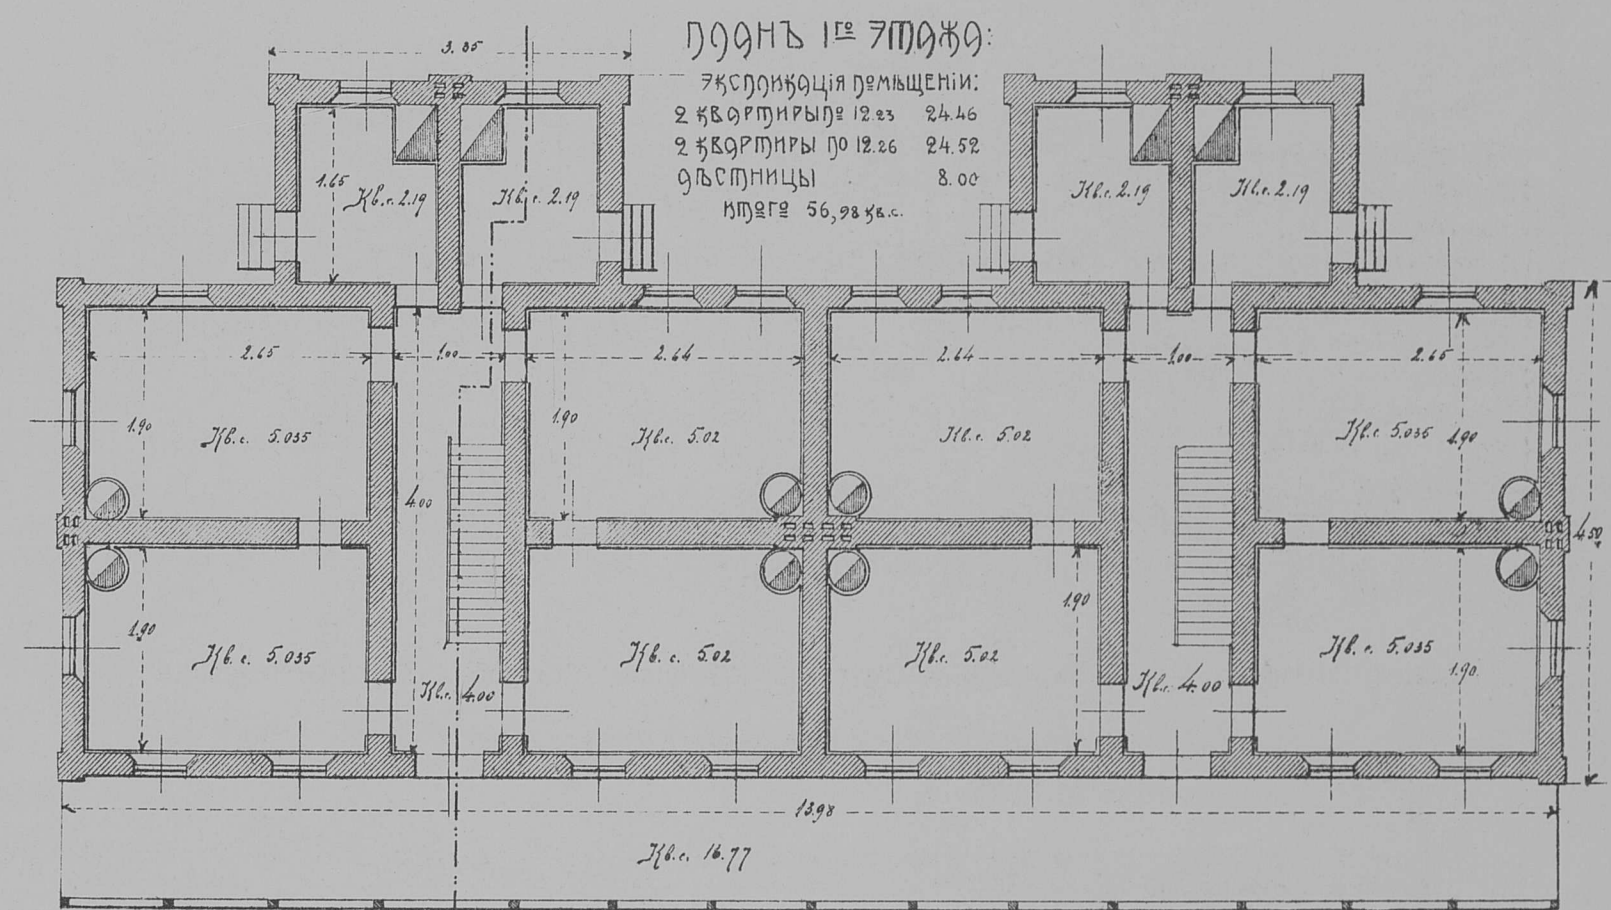 3.85
ПЛАНЪ 1го ЭТАЖА:
ЭКСПЛИКАЦІЯ ПОМѢЩЕНІИ:
2 КВАРТИРЫ ПО 12.23 24.46
2 КВАРТИРЫ ПО 12.26 24.52
ЛѢСТНИЦЫ 8.00
ИТОГО 56,98 КВ.С.
1.65
Кв.с. 2.19
Кв.с. 2.19
Кв.с. 2.19
Кв.с. 2.19
2.65
1.00
2.64
2.64
1.00
2.65
1.90
Кв.с. 5.035
1.90
Кв.с. 5.02
Кв.с. 5.02
Кв.с. 5.035
1.90
4.00
4.50
1.90
Кв.с. 5.035
Кв.с. 5.02
Кв.с. 5.02
1.90
Кв.с. 5.035
1.90
Кв.с. 4.00
Кв.с. 4.00
13.98
Кв.с. 16.77